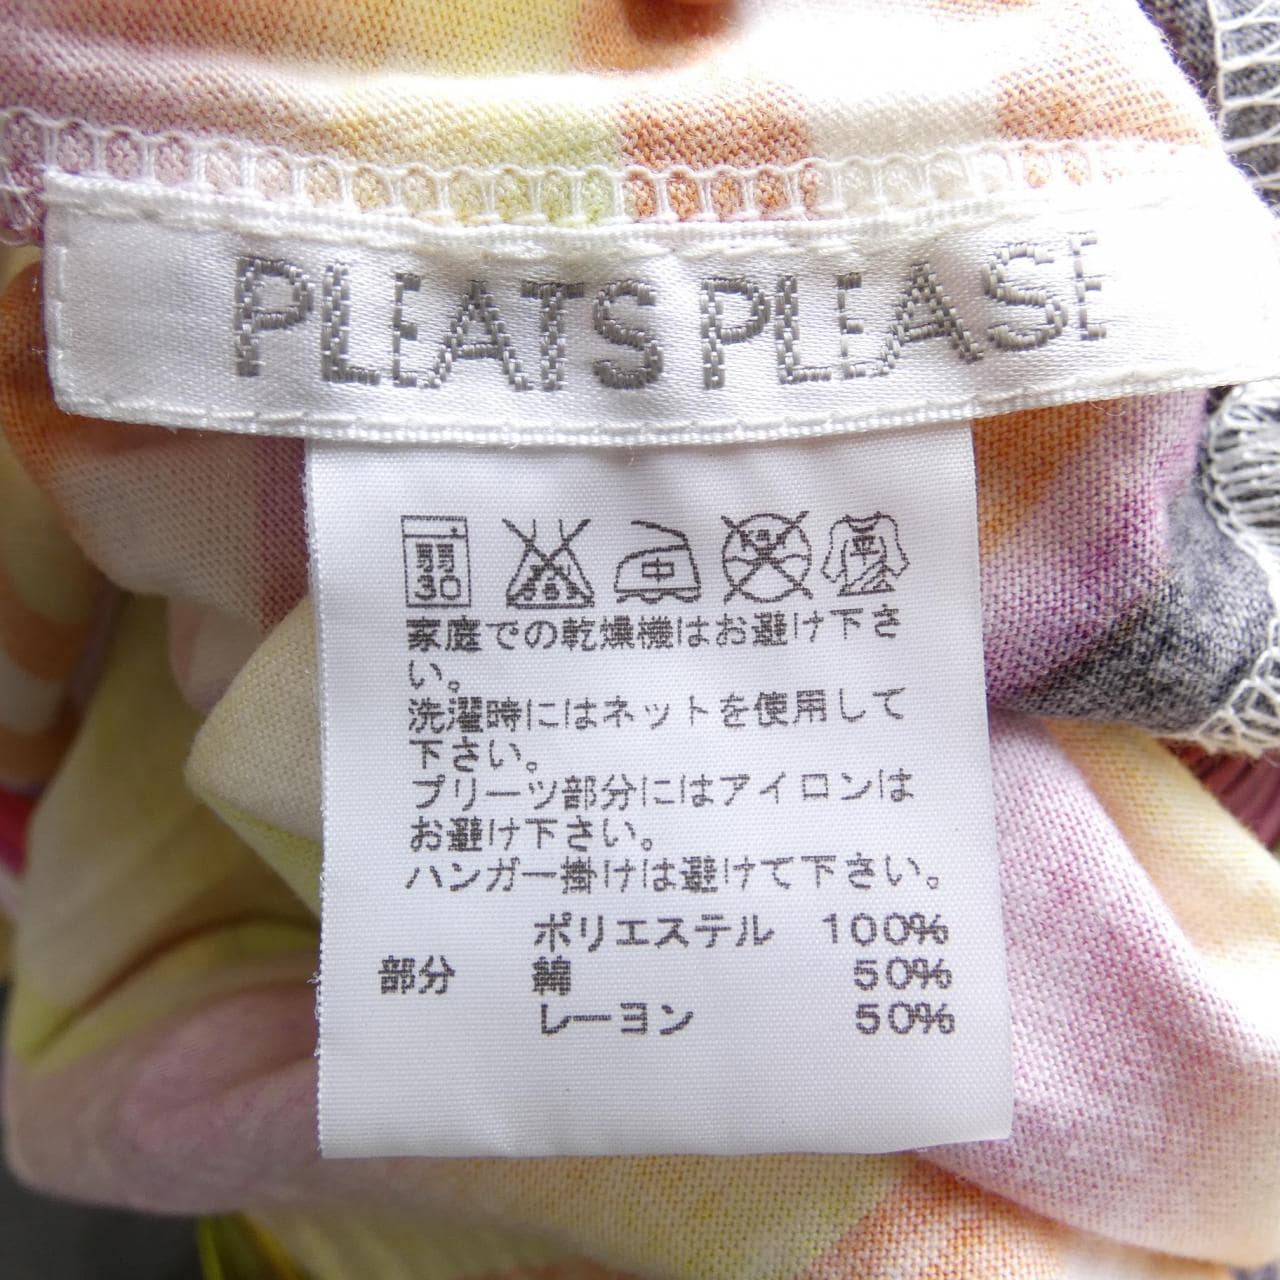 PLEATS PLEASE
弱 30 中 平
家庭での乾燥機はお避け下さ
い。
洗濯時にはネットを使用して
下さい。
プリーツ部分にはアイロンは
お避け下さい。
ハンガー掛けは避けて下さい。
ポリエステル 100%
部分 綿 50%
レーヨン 50%